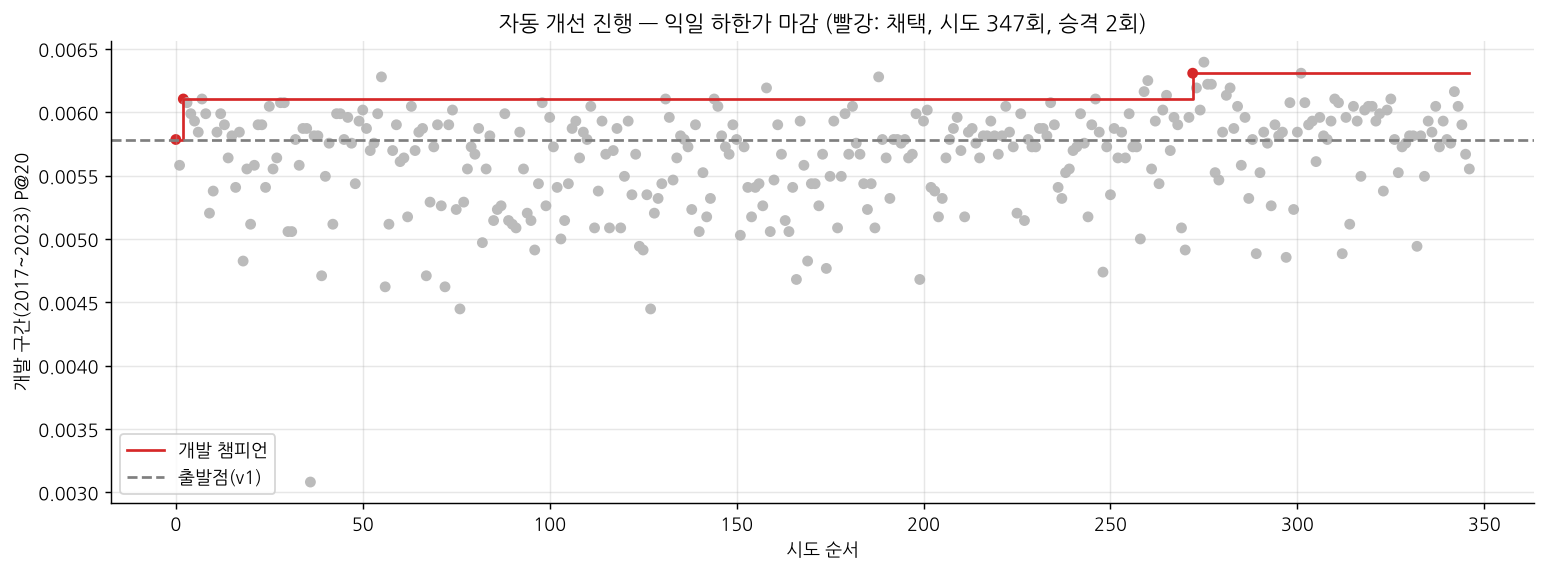 자동 개선 진행 — 익일 하한가 마감 (빨강: 채택, 시도 347회, 승격 2회)
개발 구간(2017~2023) P@20
0.0065
0.0060
0.0055
0.0050
0.0045
0.0040
0.0035
0.0030
개발 챔피언
출발점(v1)
0 50 100 150 200 250 300 350
시도 순서